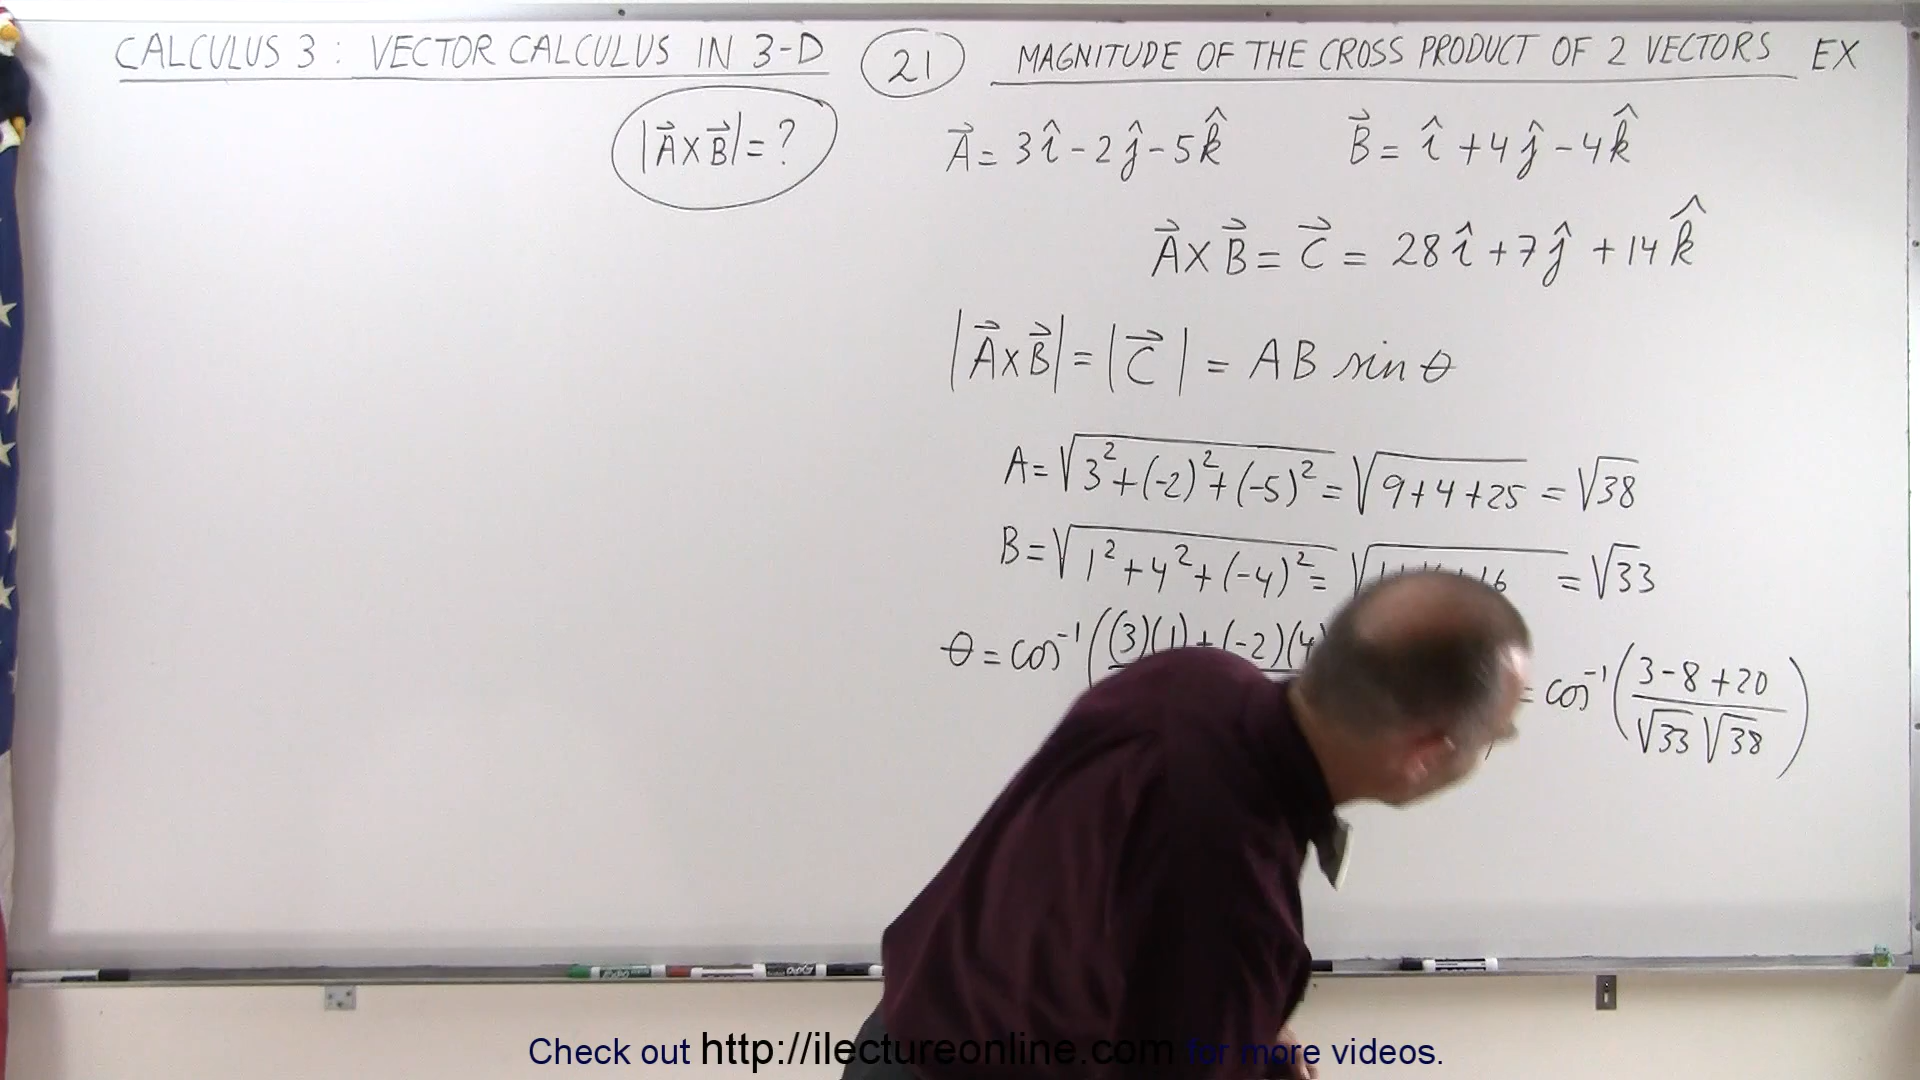 CALCULUS 3 : VECTOR CALCULUS IN 3-D 21 MAGNITUDE OF THE CROSS PRODUCT OF 2 VECTORS EX
|A⃗×B⃗| = ?
A⃗ = 3î - 2ĵ - 5k̂ B⃗ = î + 4ĵ - 4k̂
A⃗×B⃗ = C⃗ = 28î + 7ĵ + 14k̂
|A⃗×B⃗| = |C⃗| = AB sin θ
A = √(3² + (-2)² + (-5)²) = √(9+4+25) = √38
B = √(1² + 4² + (-4)²) = √ 16 = √33
θ = cos⁻¹ ( (3)(1) + (-2)(4) = cos⁻¹ ( 3 - 8 + 20
√33 √38 )
Check out http://ilectureonline.com for more videos.